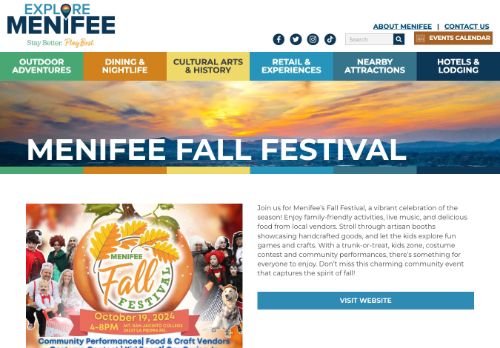 EXPLORE
MENIFEE
Stay Better. Play Best.
ABOUT MENIFEE | CONTACT US
Search
EVENTS CALENDAR
OUTDOOR ADVENTURES
DINING & NIGHTLIFE
CULTURAL ARTS & HISTORY
RETAIL & EXPERIENCES
NEARBY ATTRACTIONS
HOTELS & LODGING
MENIFEE FALL FESTIVAL
Join us for Menifee's Fall Festival, a vibrant celebration of the
season! Enjoy family-friendly activities, live music, and delicious
food from local vendors. Stroll through artisan booths
showcasing handcrafted goods, and let the kids explore fun
games and crafts. With a trunk-or-treat, kids zone, costume
contest and community performances, there's something for
everyone to enjoy. Don't miss this charming community event
that captures the spirit of fall!
VISIT WEBSITE
MENIFEE
Fall
FESTIVAL
October 19, 2024
4-8PM
MT. SAN JACINTO COLLEGE
Community Performances| Food & Craft Vendors